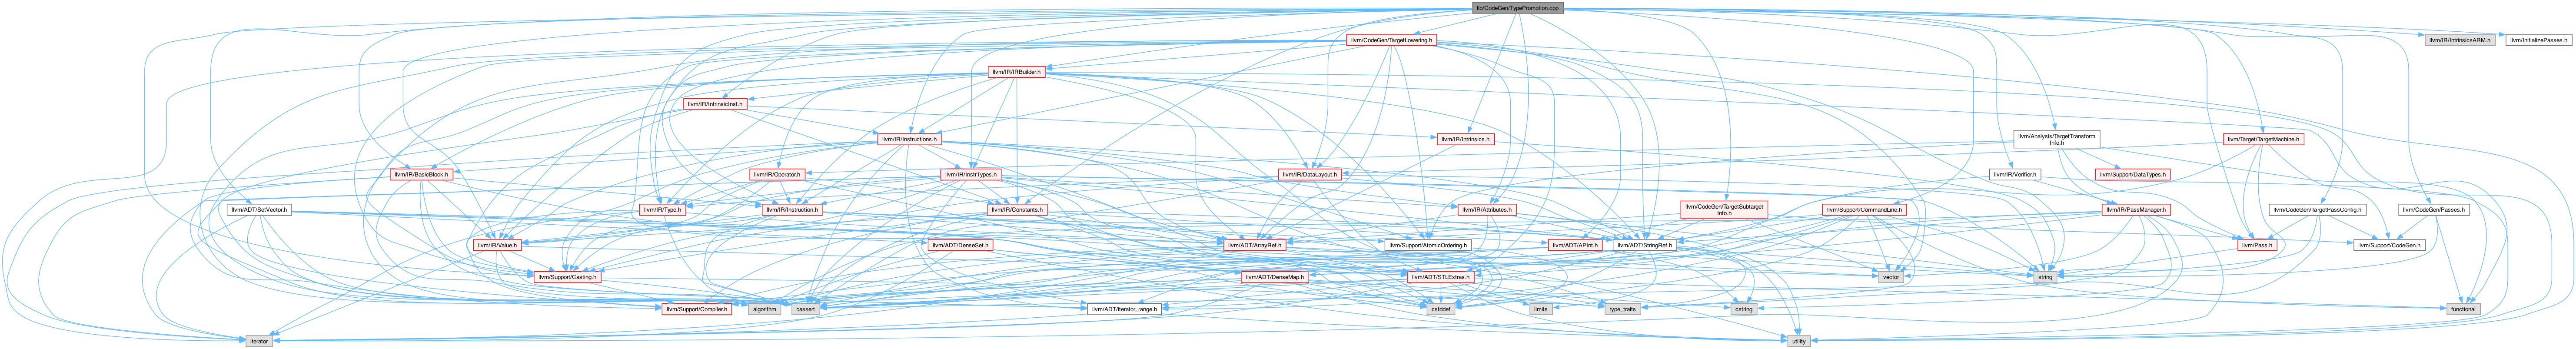 lib/CodeGen/TypePromotion.cpp
llvm/CodeGen/TargetLowering.h
llvm/IR/IntrinsicsARM.h
llvm/InitializePasses.h
llvm/IR/IRBuilder.h
llvm/IR/IntrinsicInst.h
llvm/IR/Instructions.h
llvm/IR/Intrinsics.h
llvm/Analysis/TargetTransform
Info.h
llvm/Target/TargetMachine.h
llvm/IR/BasicBlock.h
llvm/IR/Operator.h
llvm/IR/InstrTypes.h
llvm/IR/DataLayout.h
llvm/IR/Verifier.h
llvm/Support/DataTypes.h
llvm/ADT/SetVector.h
llvm/IR/Type.h
llvm/IR/Instruction.h
llvm/IR/Constants.h
llvm/IR/Attributes.h
llvm/CodeGen/TargetSubtarget
Info.h
llvm/Support/CommandLine.h
llvm/IR/PassManager.h
llvm/CodeGen/TargetPassConfig.h
llvm/CodeGen/Passes.h
llvm/IR/Value.h
llvm/ADT/DenseSet.h
llvm/ADT/ArrayRef.h
llvm/Support/AtomicOrdering.h
llvm/ADT/APInt.h
llvm/ADT/StringRef.h
llvm/Pass.h
llvm/Support/CodeGen.h
llvm/Support/Casting.h
llvm/ADT/DenseMap.h
llvm/ADT/STLExtras.h
vector
string
llvm/Support/Compiler.h
algorithm
cassert
llvm/ADT/iterator_range.h
cstddef
limits
type_traits
cstring
functional
iterator
utility